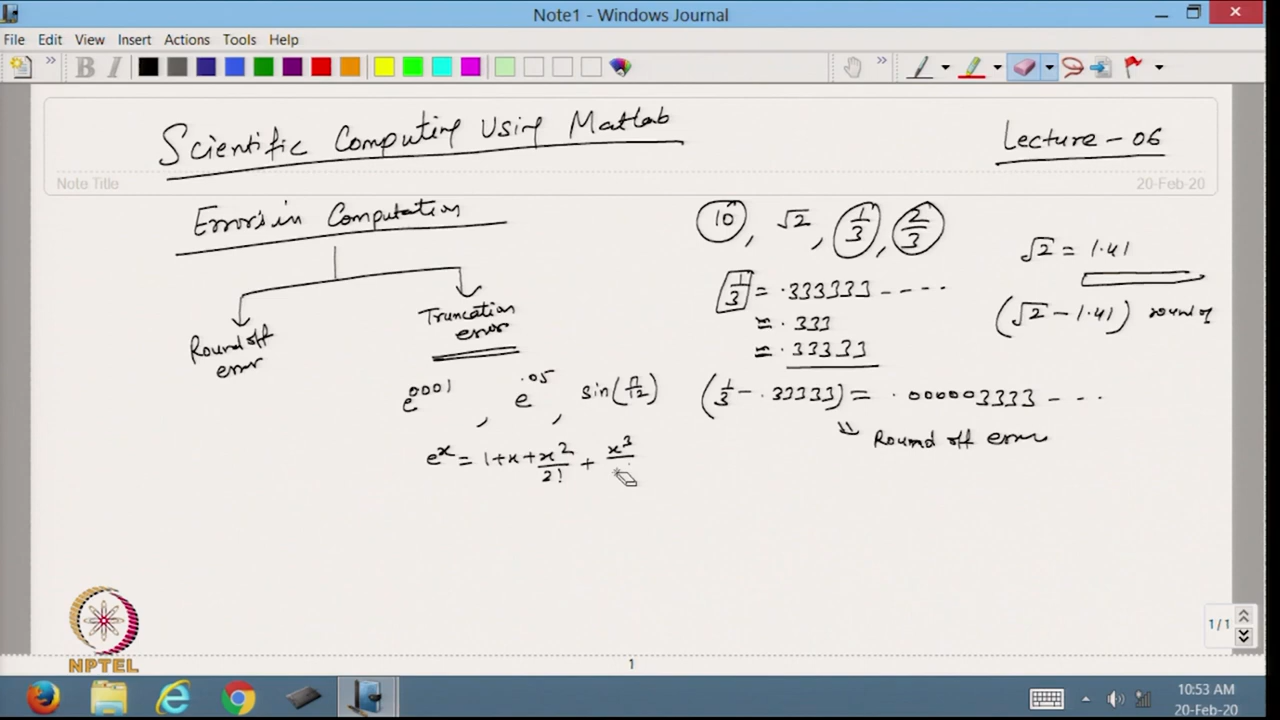 Note1 - Windows Journal
File Edit View Insert Actions Tools Help
Scientific Computing Using Matlab
Lecture - 06
Note Title
20-Feb-20
Errors in Computation
Round off error
Truncation error
10, √2, 1/3, 2/3
√2 = 1.41
1/3 = .333333 ----
≈ .333
≈ .33333
(√2 - 1.41) round of
(1/3 - .33333) = .000003333 ---
Round off error
e^0001, e^.05, sin(π/12)
e^x = 1+x+x^2/2! + x^3/
1/1
NPTEL
1
10:53 AM
20-Feb-20